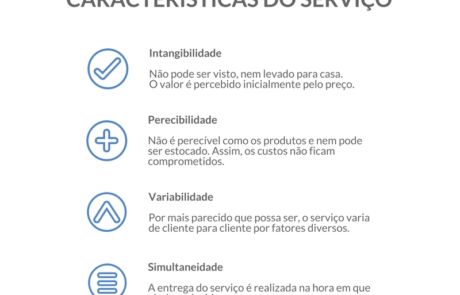 CARACTERÍSTICAS DO SERVIÇO
Intangibilidade
Não pode ser visto, nem levado para casa.
O valor é percebido inicialmente pelo preço.
Perecibilidade
Não é perecível como os produtos e nem pode
ser estocado. Assim, os custos não ficam
comprometidos.
Variabilidade
Por mais parecido que possa ser, o serviço varia
de cliente para cliente por fatores diversos.
Simultaneidade
A entrega do serviço é realizada na hora em que